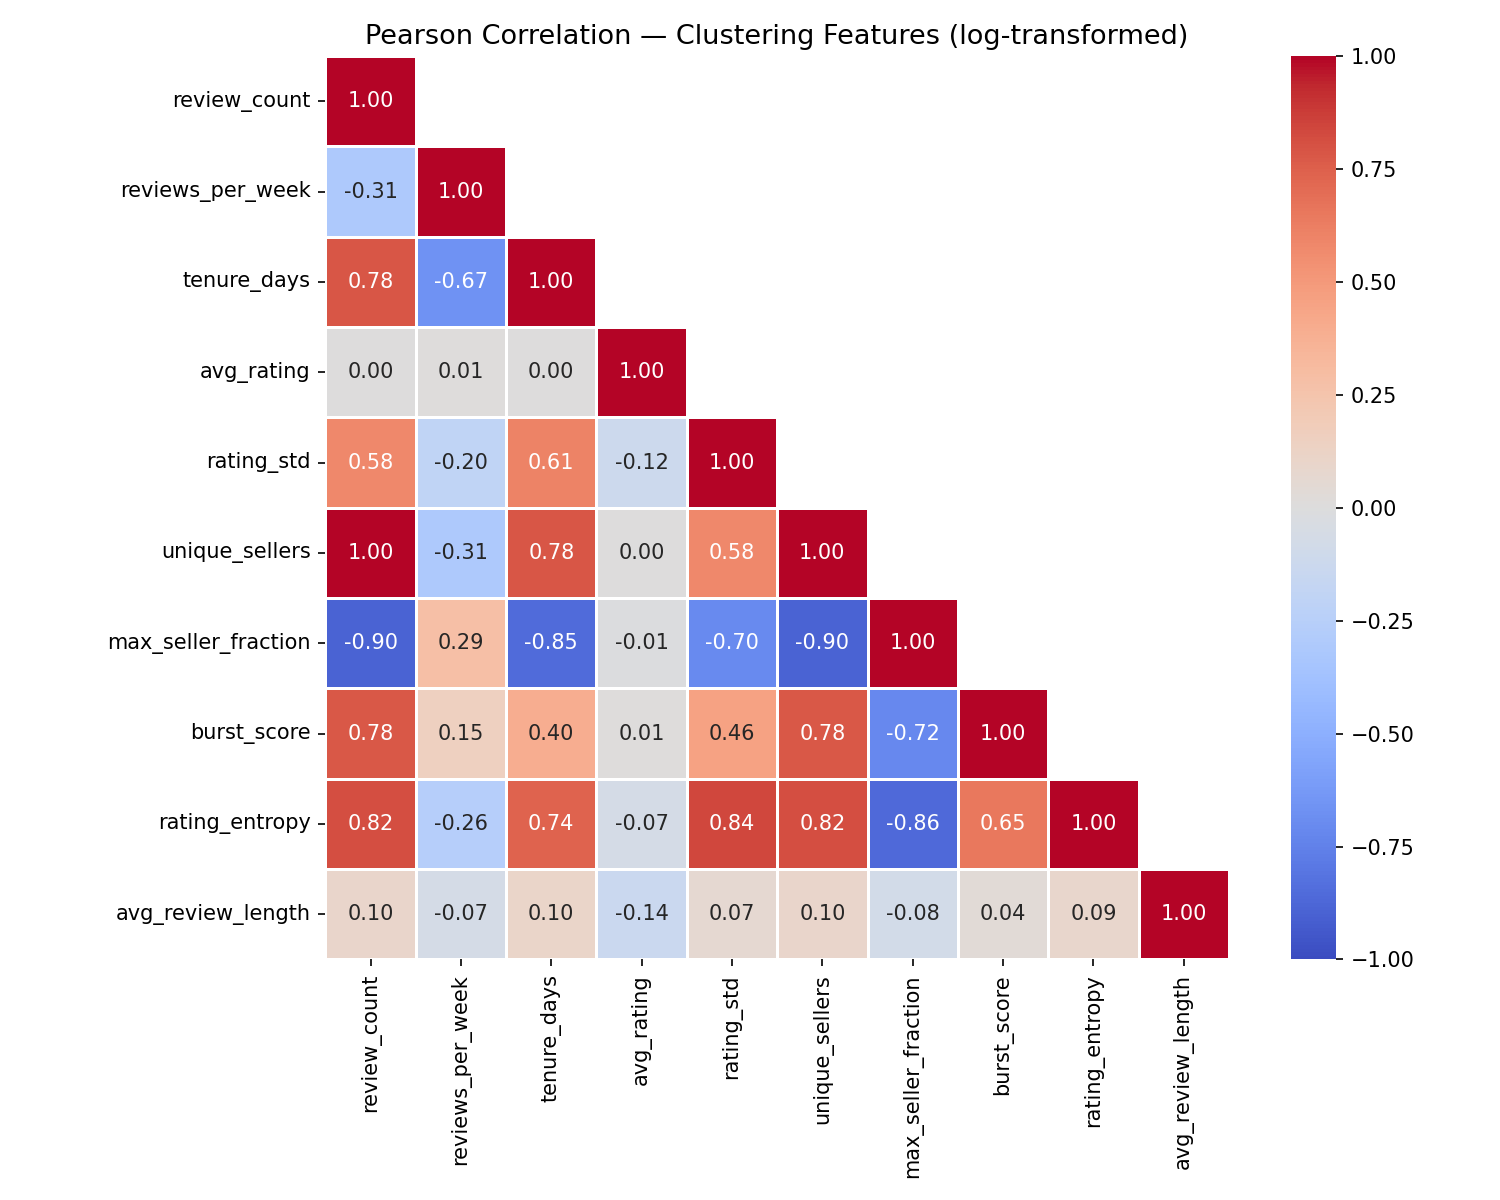 Pearson Correlation — Clustering Features (log-transformed)
review_count 1.00
reviews_per_week -0.31 1.00
tenure_days 0.78 -0.67 1.00
avg_rating 0.00 0.01 0.00 1.00
rating_std 0.58 -0.20 0.61 -0.12 1.00
unique_sellers 1.00 -0.31 0.78 0.00 0.58 1.00
max_seller_fraction -0.90 0.29 -0.85 -0.01 -0.70 -0.90 1.00
burst_score 0.78 0.15 0.40 0.01 0.46 0.78 -0.72 1.00
rating_entropy 0.82 -0.26 0.74 -0.07 0.84 0.82 -0.86 0.65 1.00
avg_review_length 0.10 -0.07 0.10 -0.14 0.07 0.10 -0.08 0.04 0.09 1.00
review_count
reviews_per_week
tenure_days
avg_rating
rating_std
unique_sellers
max_seller_fraction
burst_score
rating_entropy
avg_review_length
1.00
0.75
0.50
0.25
0.00
−0.25
−0.50
−0.75
−1.00